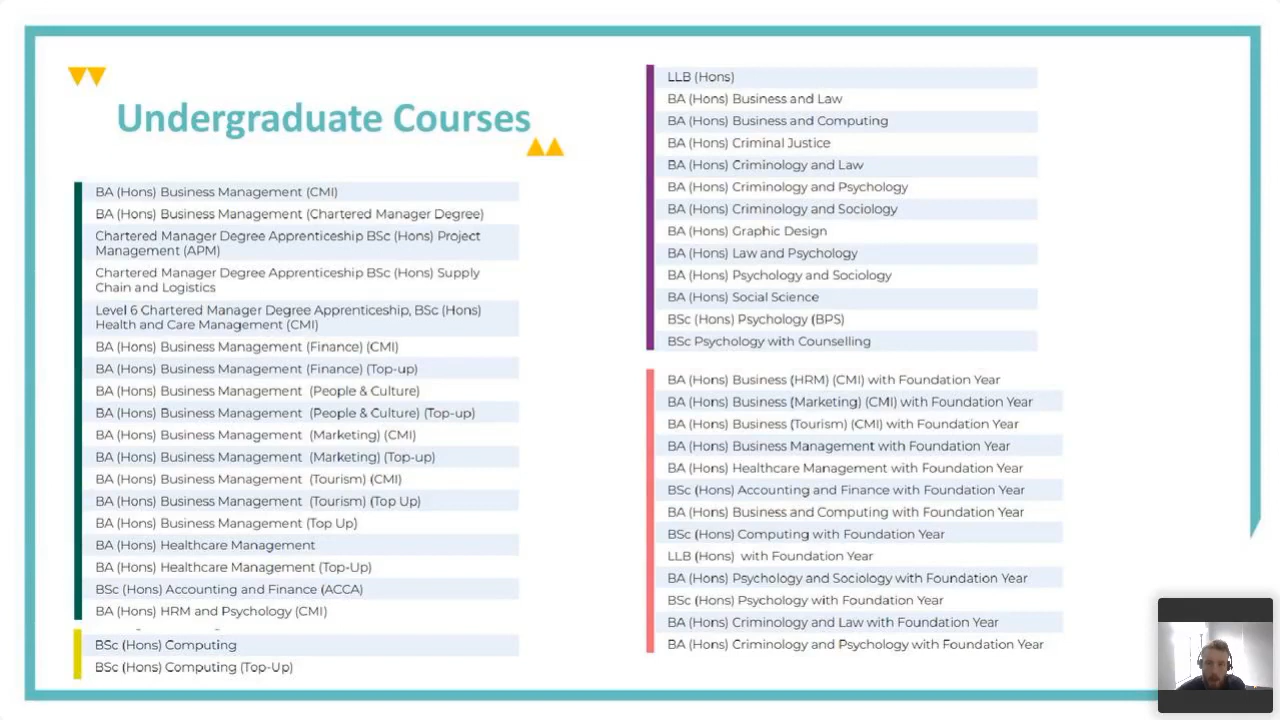 Undergraduate Courses
BA (Hons) Business Management (CMI)
BA (Hons) Business Management (Chartered Manager Degree)
Chartered Manager Degree Apprenticeship BSc (Hons) Project
Management (APM)
Chartered Manager Degree Apprenticeship BSc (Hons) Supply
Chain and Logistics
Level 6 Chartered Manager Degree Apprenticeship, BSc (Hons)
Health and Care Management (CMI)
BA (Hons) Business Management (Finance) (CMI)
BA (Hons) Business Management (Finance) (Top-up)
BA (Hons) Business Management (People & Culture)
BA (Hons) Business Management (People & Culture) (Top-up)
BA (Hons) Business Management (Marketing) (CMI)
BA (Hons) Business Management (Marketing) (Top-up)
BA (Hons) Business Management (Tourism) (CMI)
BA (Hons) Business Management (Tourism) (Top Up)
BA (Hons) Business Management (Top Up)
BA (Hons) Healthcare Management
BA (Hons) Healthcare Management (Top-Up)
BSc (Hons) Accounting and Finance (ACCA)
BA (Hons) HRM and Psychology (CMI)
BSc (Hons) Computing
BSc (Hons) Computing (Top-Up)
LLB (Hons)
BA (Hons) Business and Law
BA (Hons) Business and Computing
BA (Hons) Criminal Justice
BA (Hons) Criminology and Law
BA (Hons) Criminology and Psychology
BA (Hons) Criminology and Sociology
BA (Hons) Graphic Design
BA (Hons) Law and Psychology
BA (Hons) Psychology and Sociology
BA (Hons) Social Science
BSc (Hons) Psychology (BPS)
BSc Psychology with Counselling
BA (Hons) Business (HRM) (CMI) with Foundation Year
BA (Hons) Business (Marketing) (CMI) with Foundation Year
BA (Hons) Business (Tourism) (CMI) with Foundation Year
BA (Hons) Business Management with Foundation Year
BA (Hons) Healthcare Management with Foundation Year
BSc (Hons) Accounting and Finance with Foundation Year
BA (Hons) Business and Computing with Foundation Year
BSc (Hons) Computing with Foundation Year
LLB (Hons) with Foundation Year
BA (Hons) Psychology and Sociology with Foundation Year
BSc (Hons) Psychology with Foundation Year
BA (Hons) Criminology and Law with Foundation Year
BA (Hons) Criminology and Psychology with Foundation Year